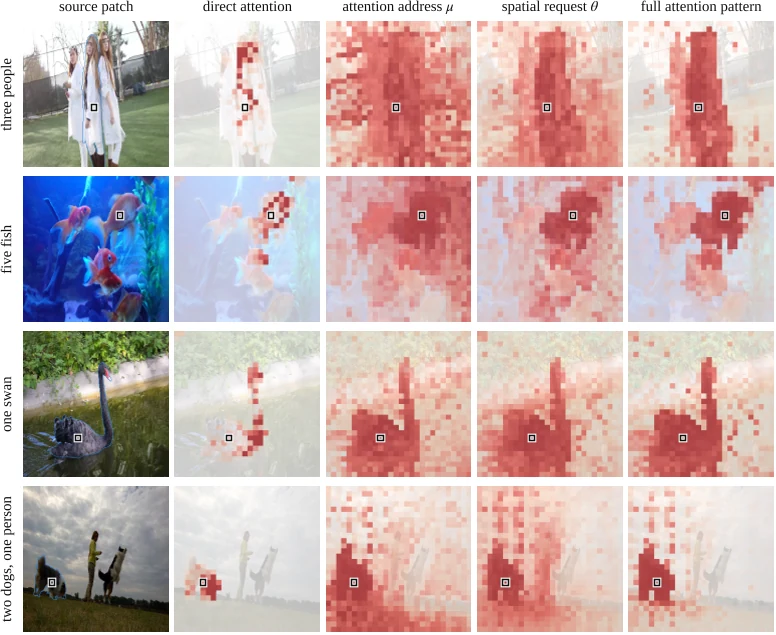 source patch direct attention attention address μ spatial request θ full attention pattern
three people
five fish
one swan
two dogs, one person